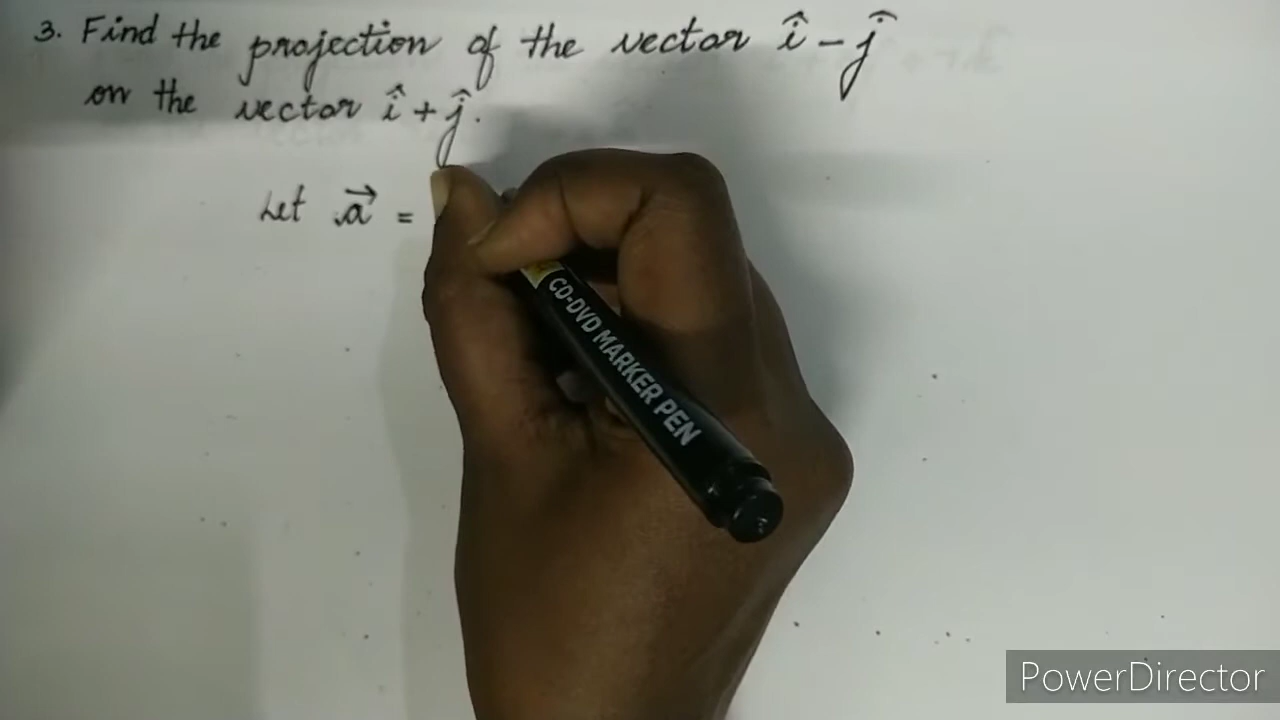 3. Find the projection of the vector î - ĵ
on the vector î + ĵ.
Let a⃗ =
CD-DVD MARKER PEN
PowerDirector